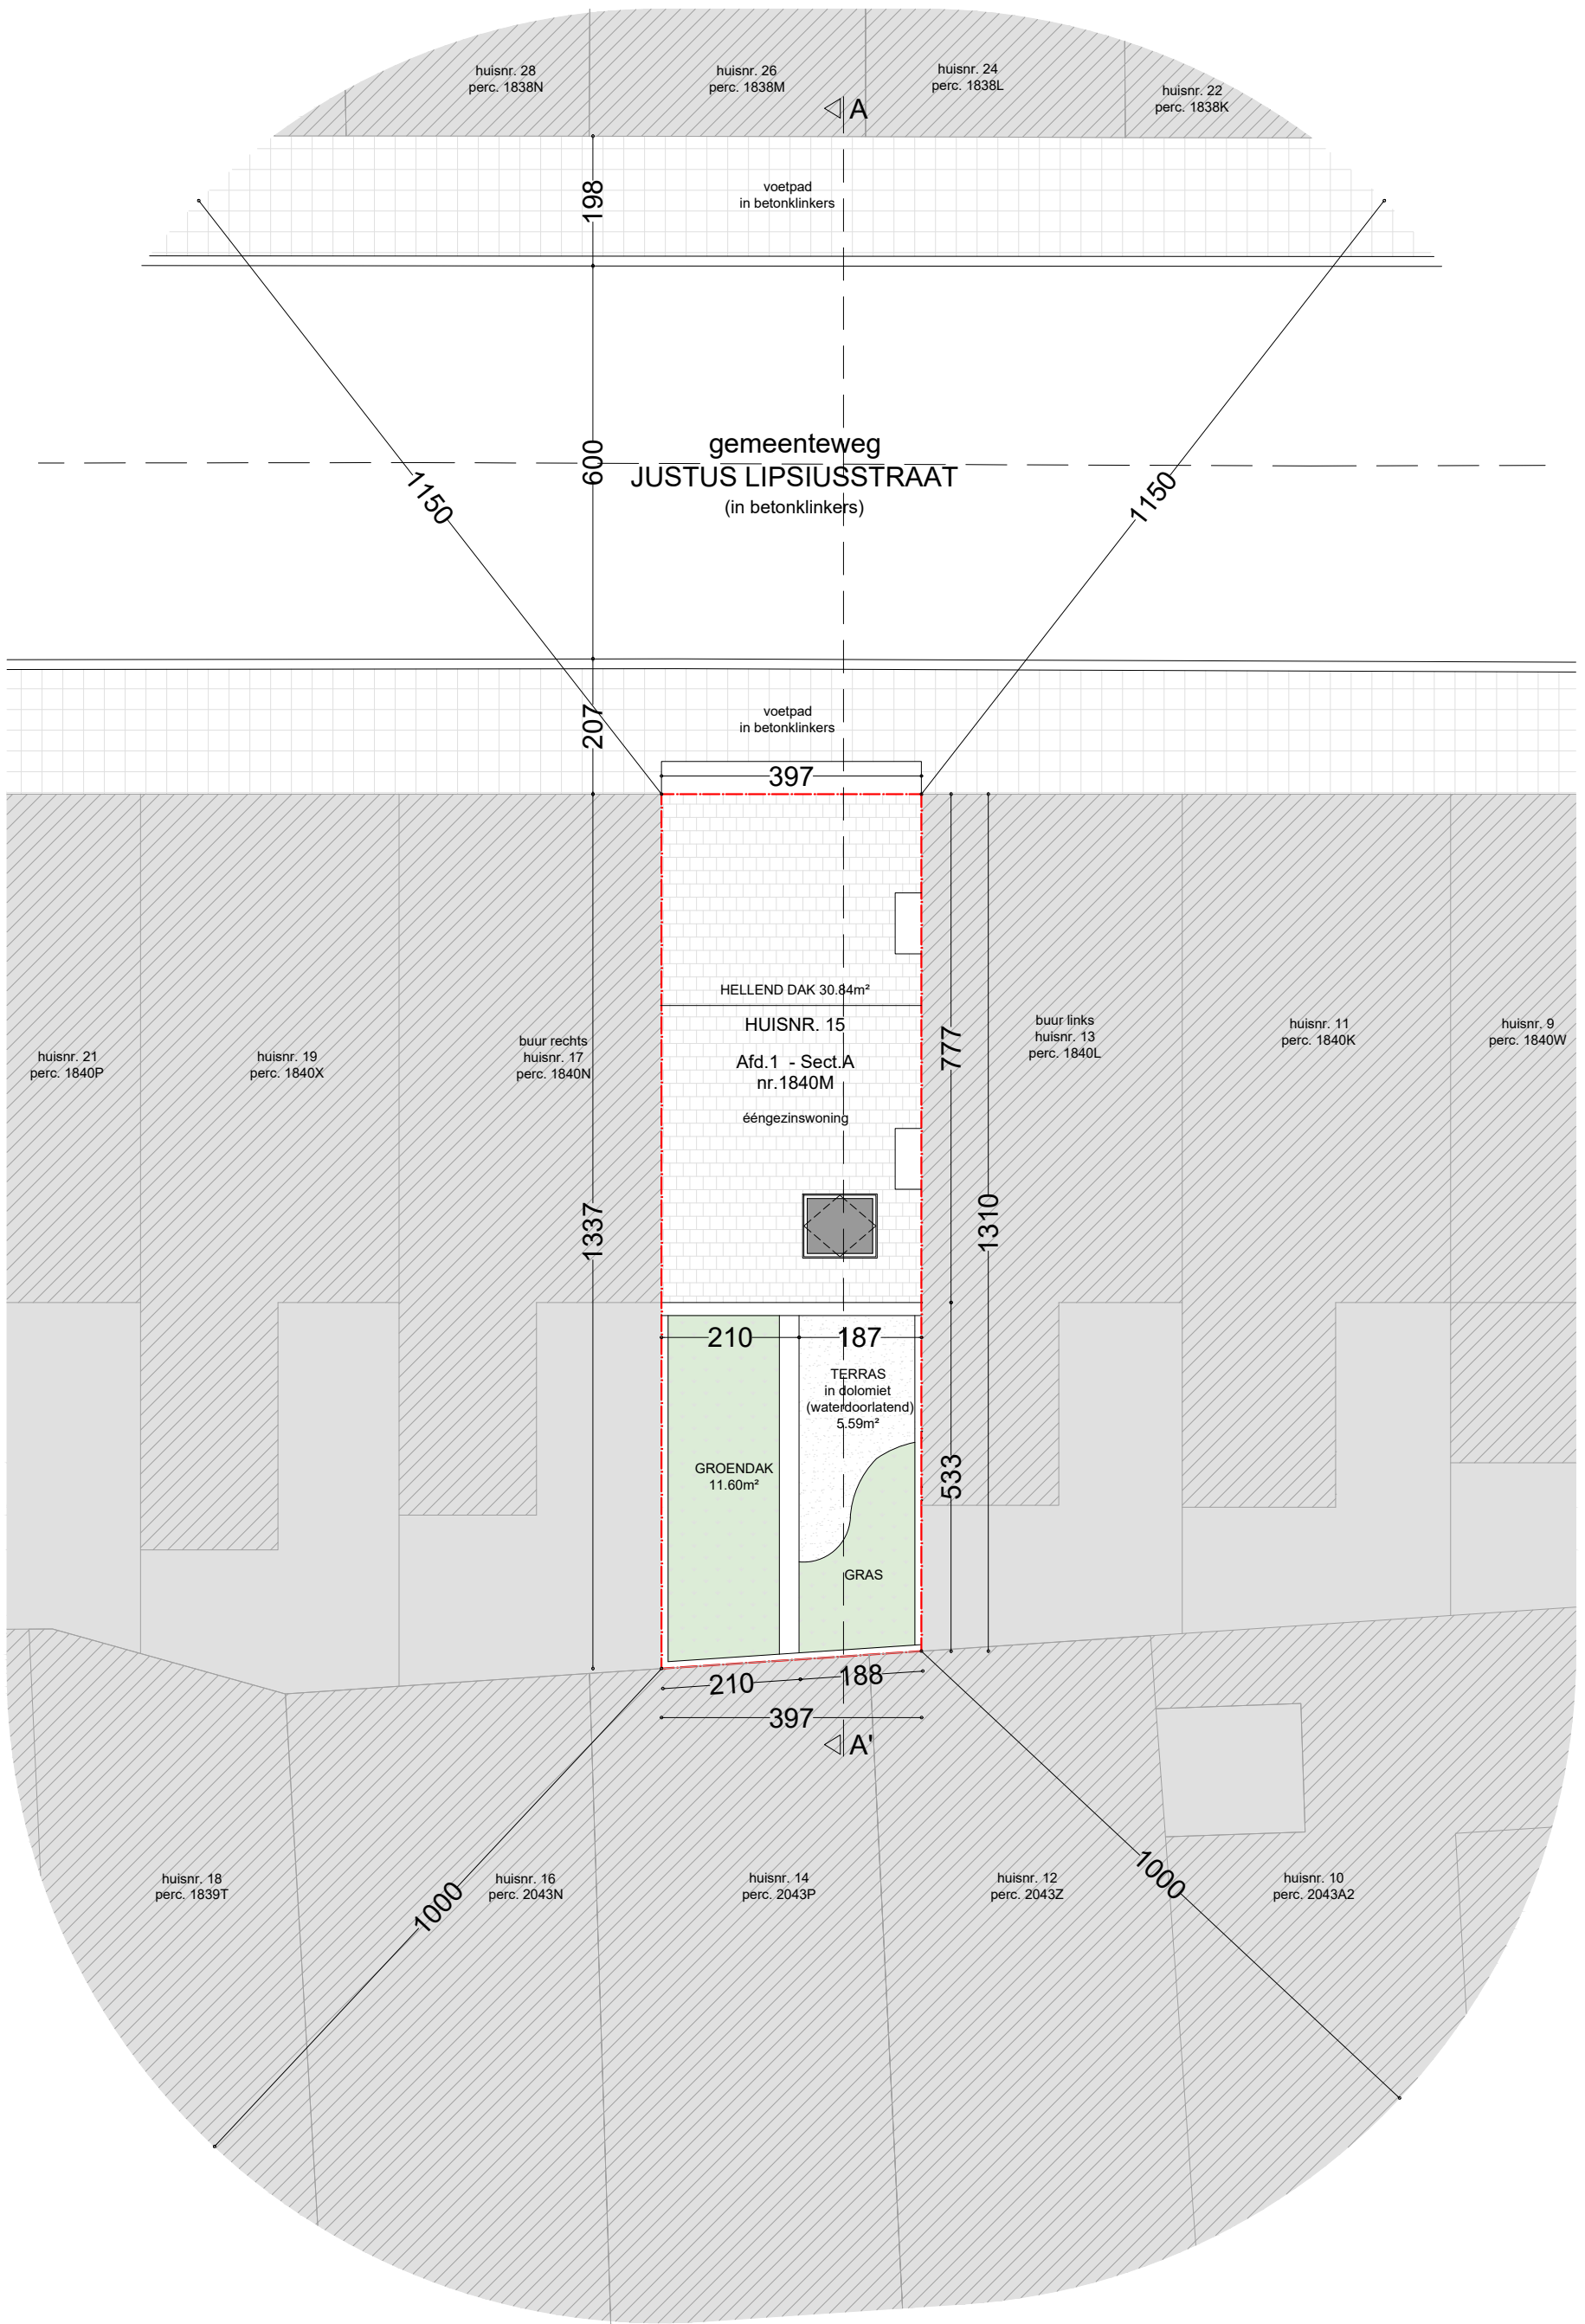 huisnr. 28
perc. 1838N
huisnr. 26
perc. 1838M
huisnr. 24
perc. 1838L
huisnr. 22
perc. 1838K
A
198
voetpad
in betonklinkers
600
gemeenteweg
JUSTUS LIPSIUSSTRAAT
(in betonklinkers)
1150
1150
207
voetpad
in betonklinkers
397
HELLEND DAK 30.84m²
HUISNR. 15
Afd.1 - Sect.A
nr.1840M
ééngezinswoning
huisnr. 21
perc. 1840P
huisnr. 19
perc. 1840X
buur rechts
huisnr. 17
perc. 1840N
777
buur links
huisnr. 13
perc. 1840L
huisnr. 11
perc. 1840K
huisnr. 9
perc. 1840W
1337
1310
210
187
TERRAS
in dolomiet
(waterdoorlatend)
5.59m²
GROENDAK
11.60m²
533
GRAS
210
188
397
A'
1000
1000
huisnr. 18
perc. 1839T
huisnr. 16
perc. 2043N
huisnr. 14
perc. 2043P
huisnr. 12
perc. 2043Z
huisnr. 10
perc. 2043A2